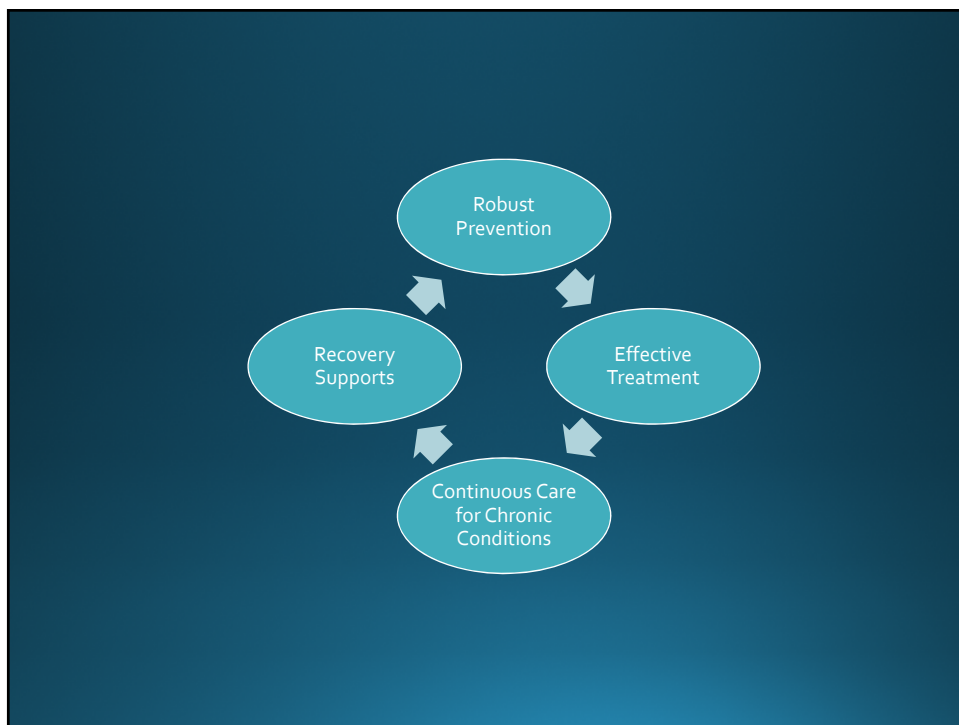 Robust
Prevention
Effective
Treatment
Continuous Care
for Chronic
Conditions
Recovery
Supports